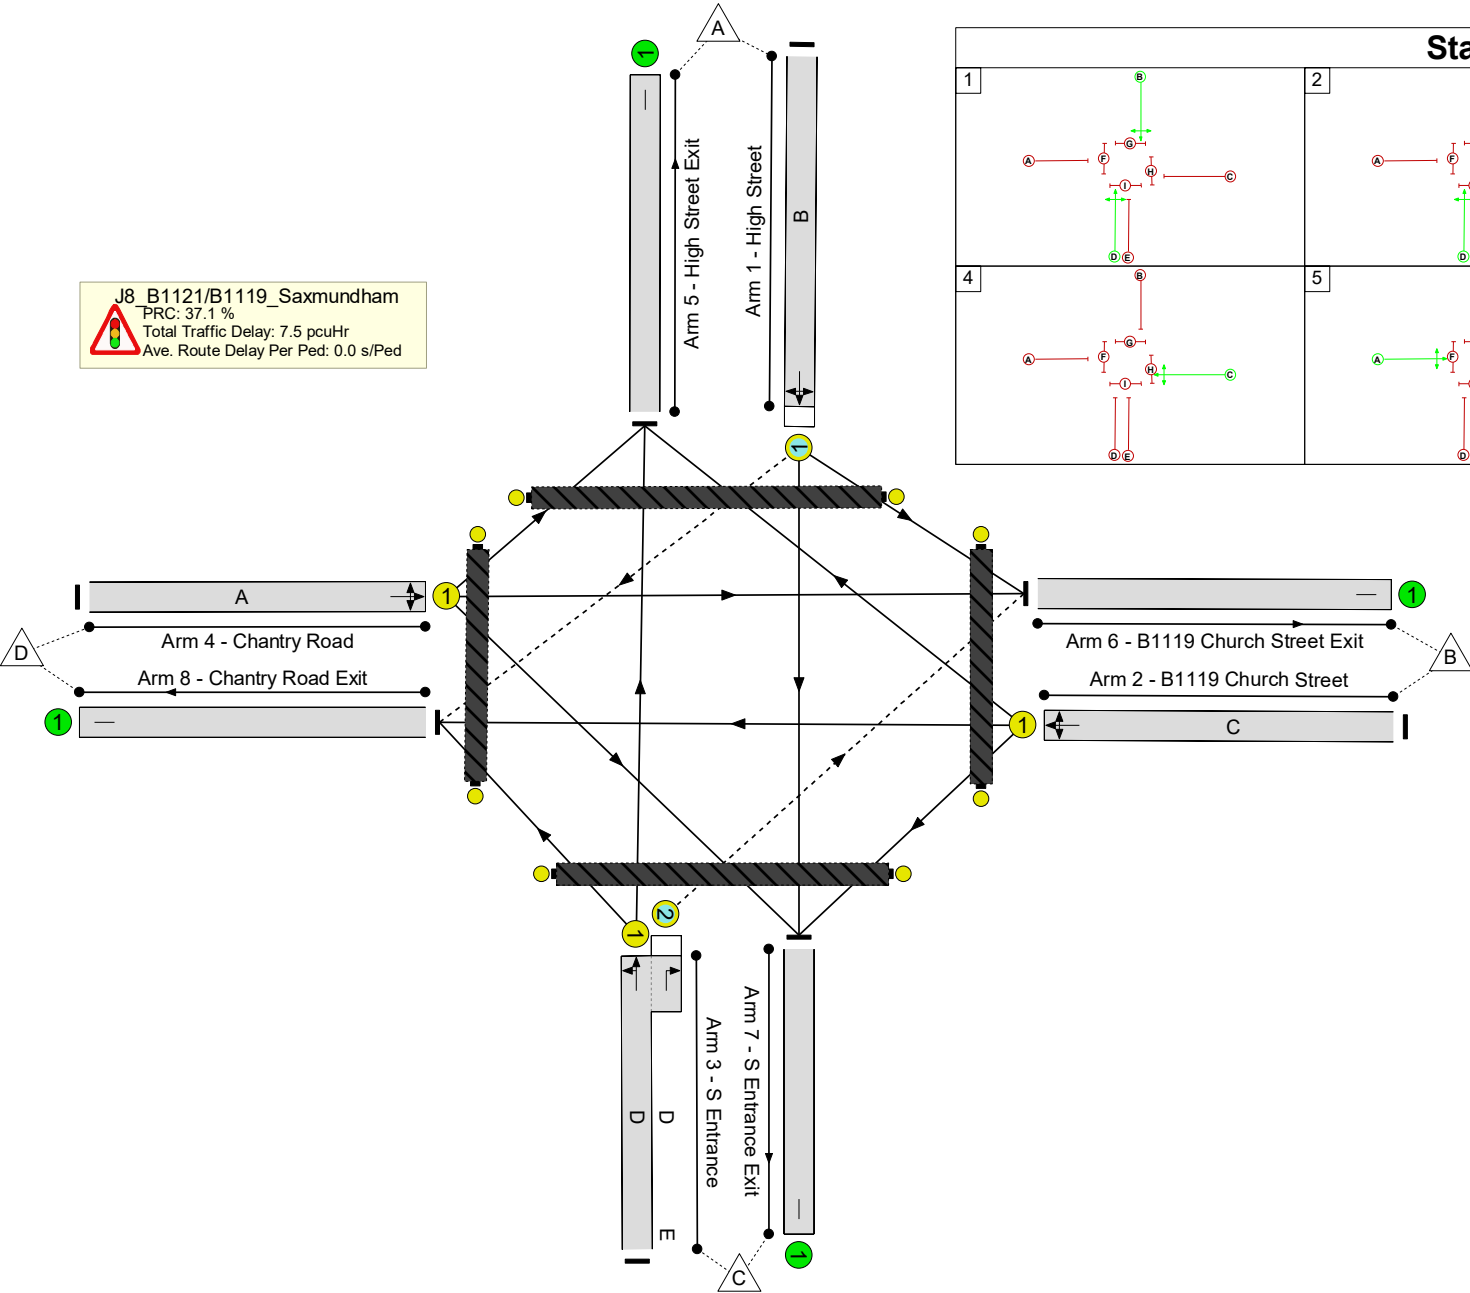 A
1
Sta
1
2
B
G
A
F
H
C
I
D
E
A
F
D
4
5
B
G
A
F
H
C
I
D
E
A
F
D
J8_B1121/B1119_Saxmundham
PRC: 37.1 %
Total Traffic Delay: 7.5 pcuHr
Ave. Route Delay Per Ped: 0.0 s/Ped
Arm 5 - High Street Exit
Arm 1 - High Street
B
1
A
1
Arm 4 - Chantry Road
D
Arm 8 - Chantry Road Exit
1
1
Arm 6 - B1119 Church Street Exit
B
Arm 2 - B1119 Church Street
1
C
2
1
D
D
E
Arm 3 - S Entrance
Arm 7 - S Entrance Exit
1
C